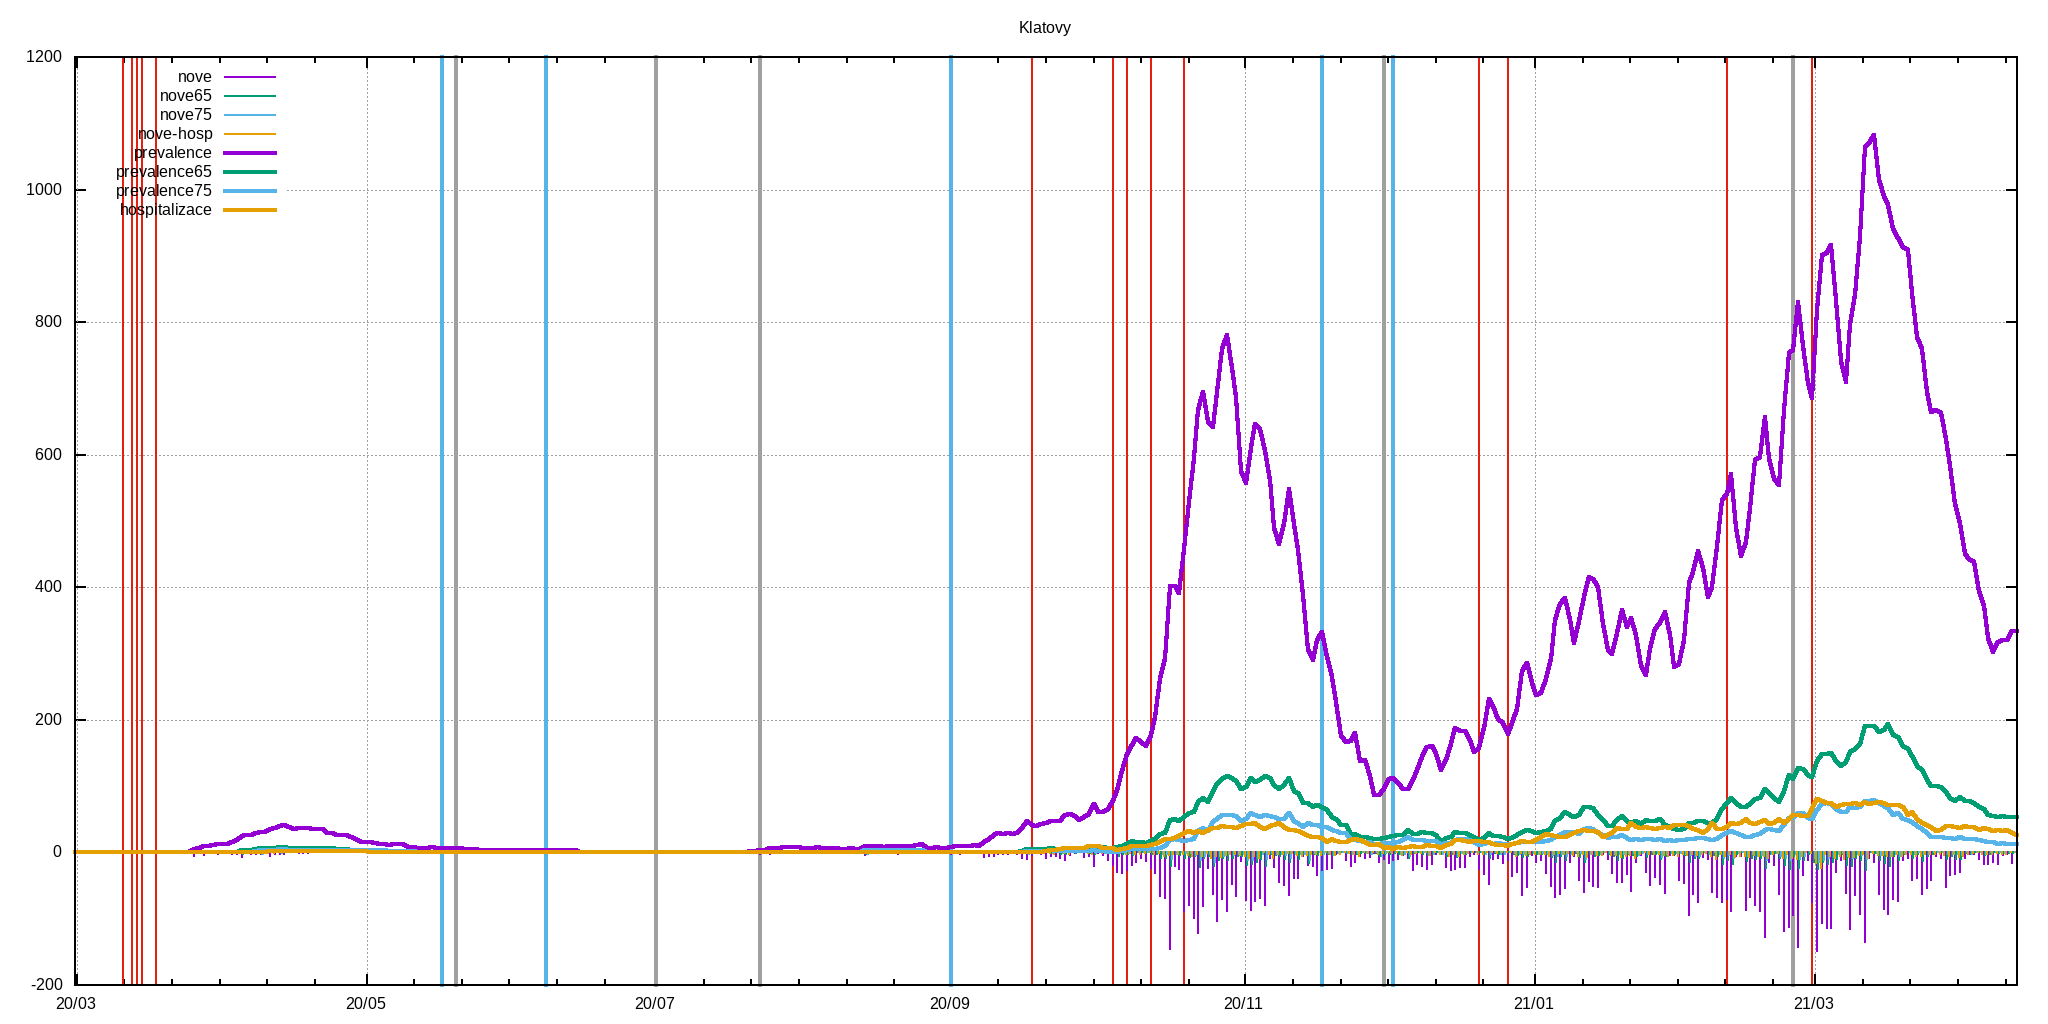 Klatovy
1200
1000
800
600
400
200
0
-200
nove
nove65
nove75
nove-hosp
prevalence
prevalence65
prevalence75
hospitalizace
20/03 20/05 20/07 20/09 20/11 21/01 21/03